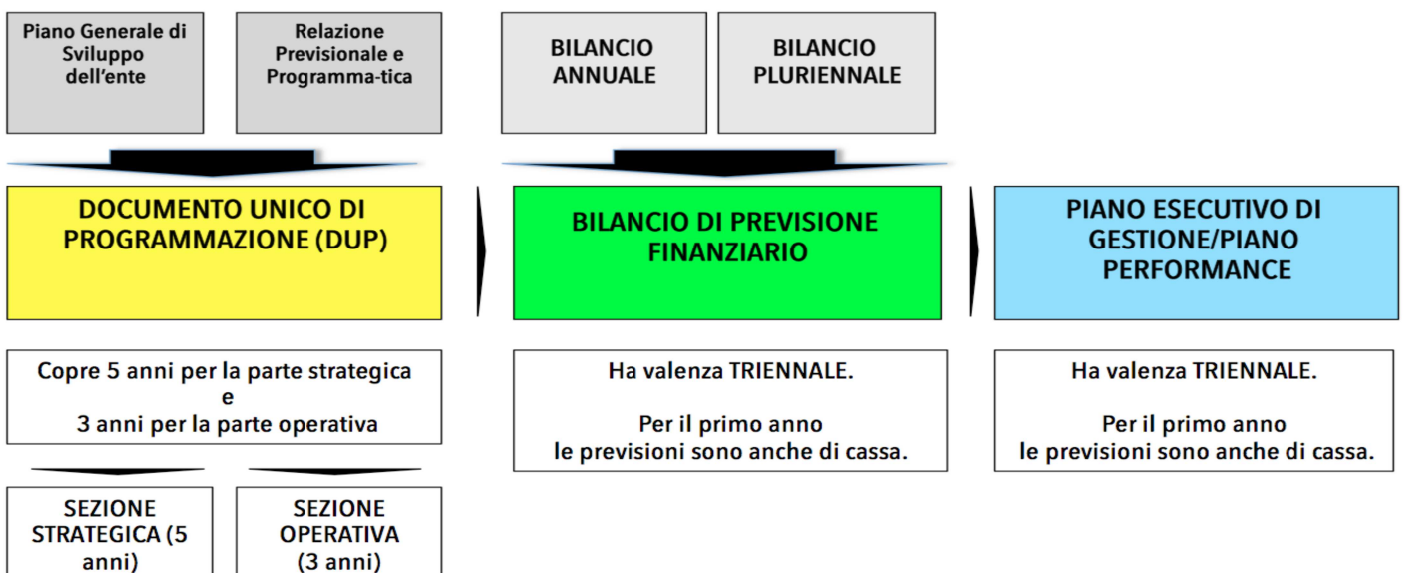 Piano Generale di
Sviluppo
dell'ente
Relazione
Previsionale e
Programma-tica
BILANCIO
ANNUALE
BILANCIO
PLURIENNALE
DOCUMENTO UNICO DI
PROGRAMMAZIONE (DUP)
BILANCIO DI PREVISIONE
FINANZIARIO
PIANO ESECUTIVO DI
GESTIONE/PIANO
PERFORMANCE
Copre 5 anni per la parte strategica
e
3 anni per la parte operativa
Ha valenza TRIENNALE.
Per il primo anno
le previsioni sono anche di cassa.
Ha valenza TRIENNALE.
Per il primo anno
le previsioni sono anche di cassa.
SEZIONE
STRATEGICA (5
anni)
SEZIONE
OPERATIVA
(3 anni)